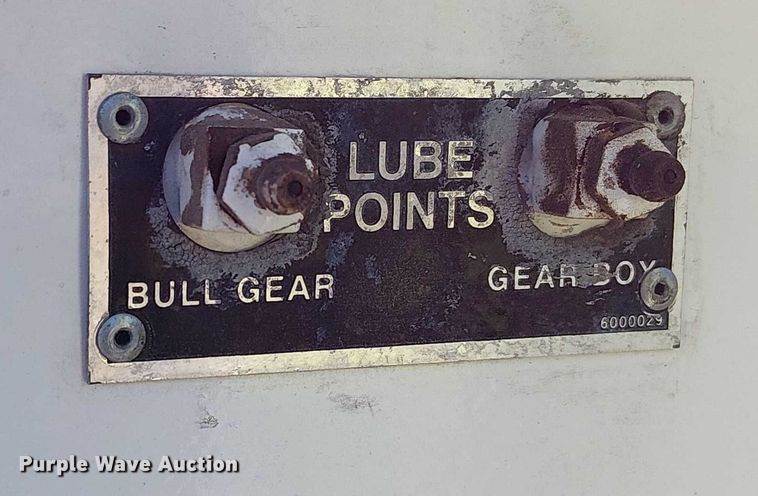 LUBE
POINTS
BULL GEAR
GEAR BOX
6000029
Purple Wave Auction